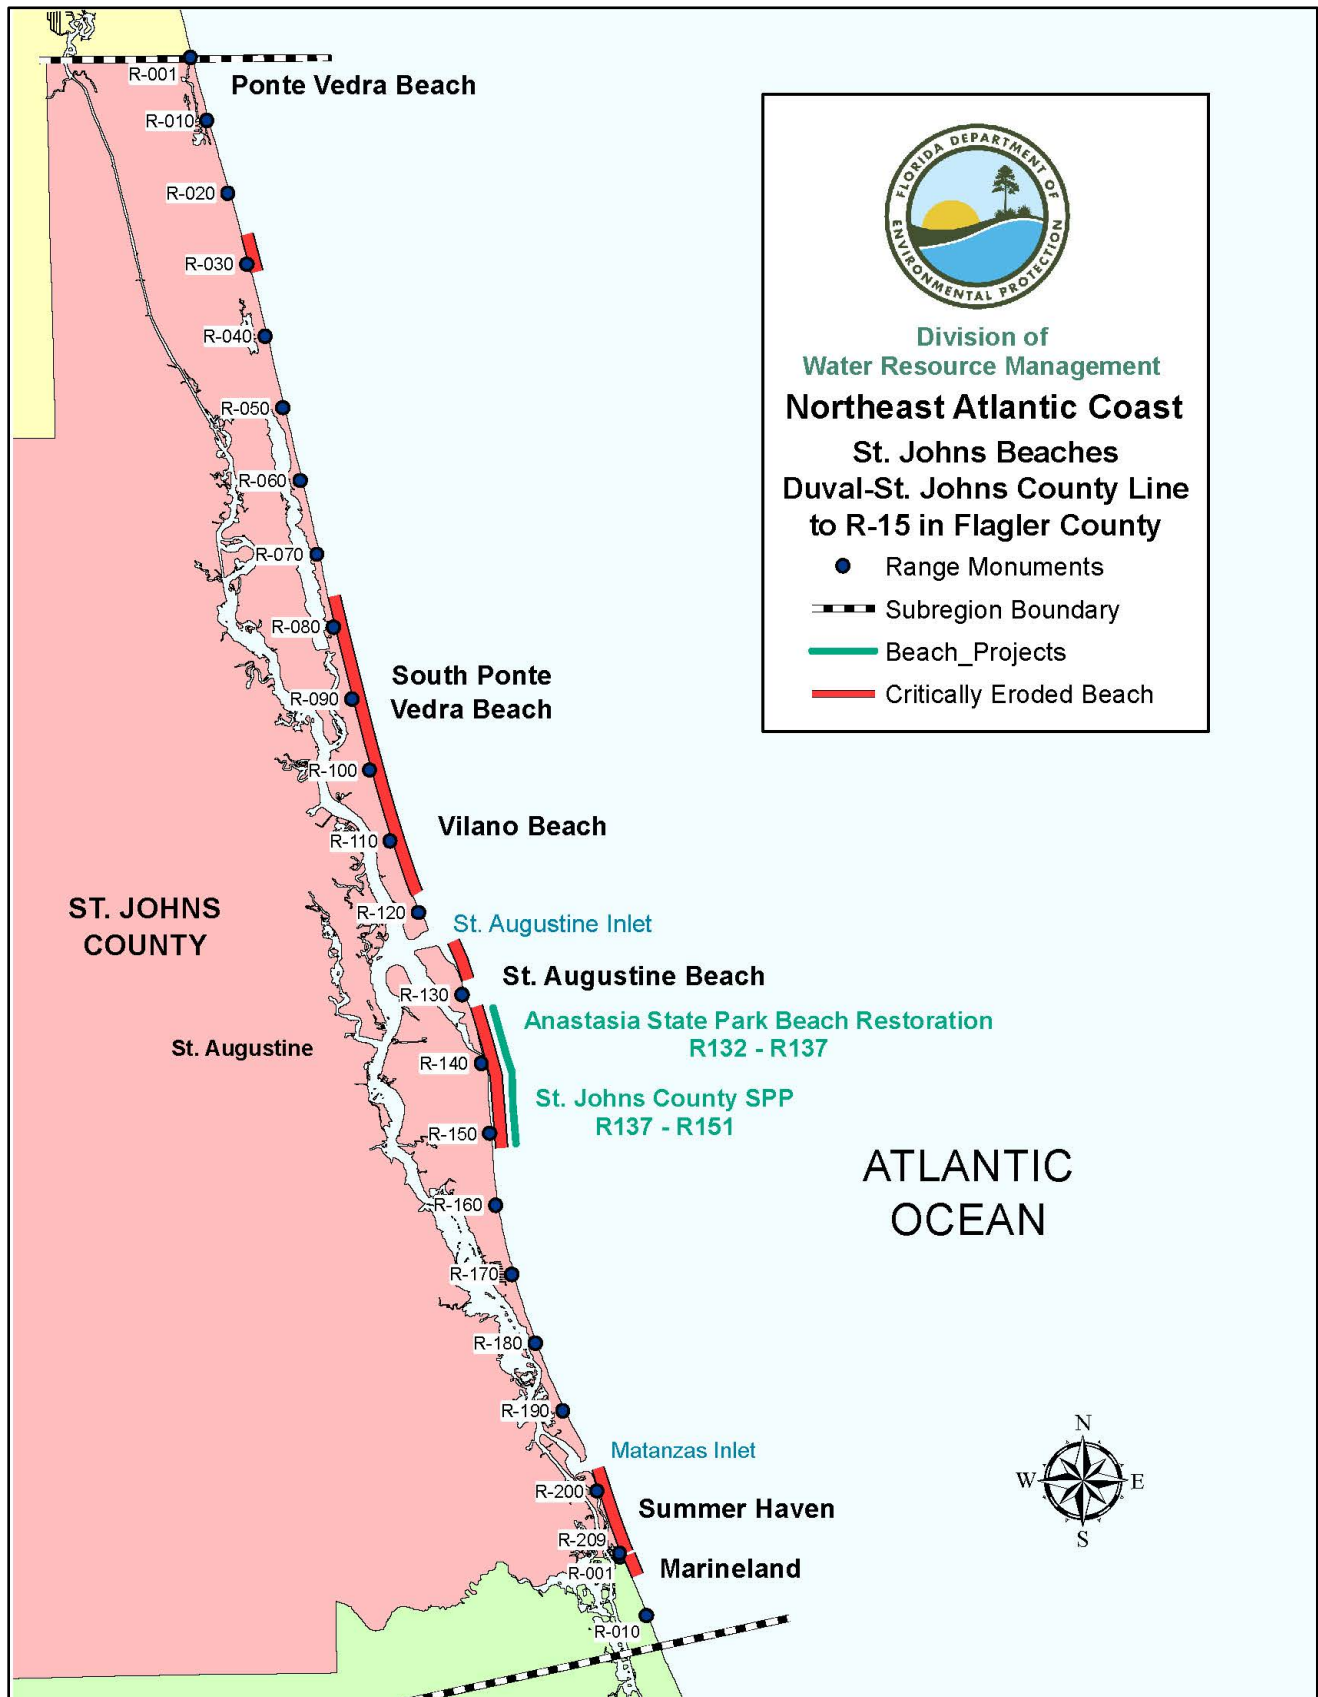 R-001
Ponte Vedra Beach
R-010
R-020
R-030
R-040
R-050
R-060
R-070
R-080
South Ponte
Vedra Beach
R-090
R-100
Vilano Beach
R-110
ST. JOHNS
COUNTY
R-120
St. Augustine Inlet
St. Augustine Beach
R-130
Anastasia State Park Beach Restoration
R132 - R137
St. Augustine
R-140
St. Johns County SPP
R137 - R151
R-150
ATLANTIC
OCEAN
R-160
R-170
R-180
R-190
Matanzas Inlet
R-200
Summer Haven
R-209
R-001
Marineland
R-010
FLORIDA DEPARTMENT OF
ENVIRONMENTAL PROTECTION
Division of
Water Resource Management
Northeast Atlantic Coast
St. Johns Beaches
Duval-St. Johns County Line
to R-15 in Flagler County
Range Monuments
Subregion Boundary
Beach_Projects
Critically Eroded Beach
N
W
E
S